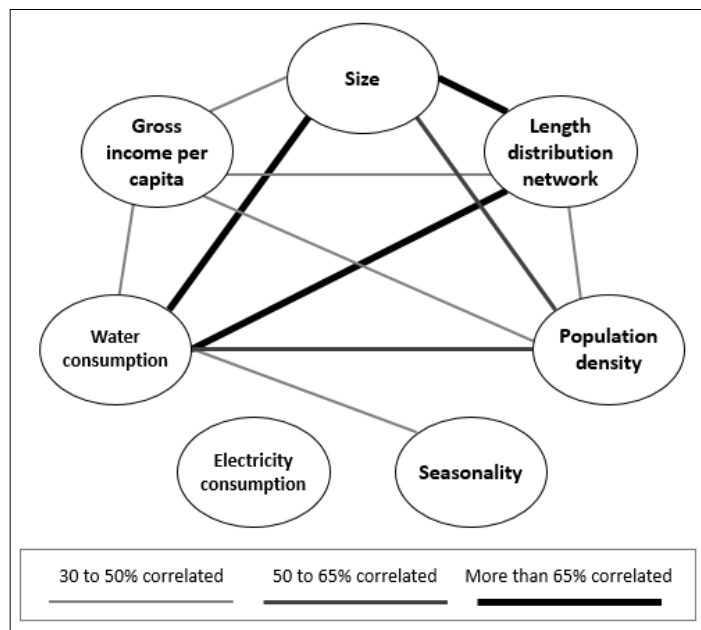 Size
Gross
income per
capita
Length
distribution
network
Water
consumption
Population
density
Electricity
consumption
Seasonality
30 to 50% correlated
50 to 65% correlated
More than 65% correlated